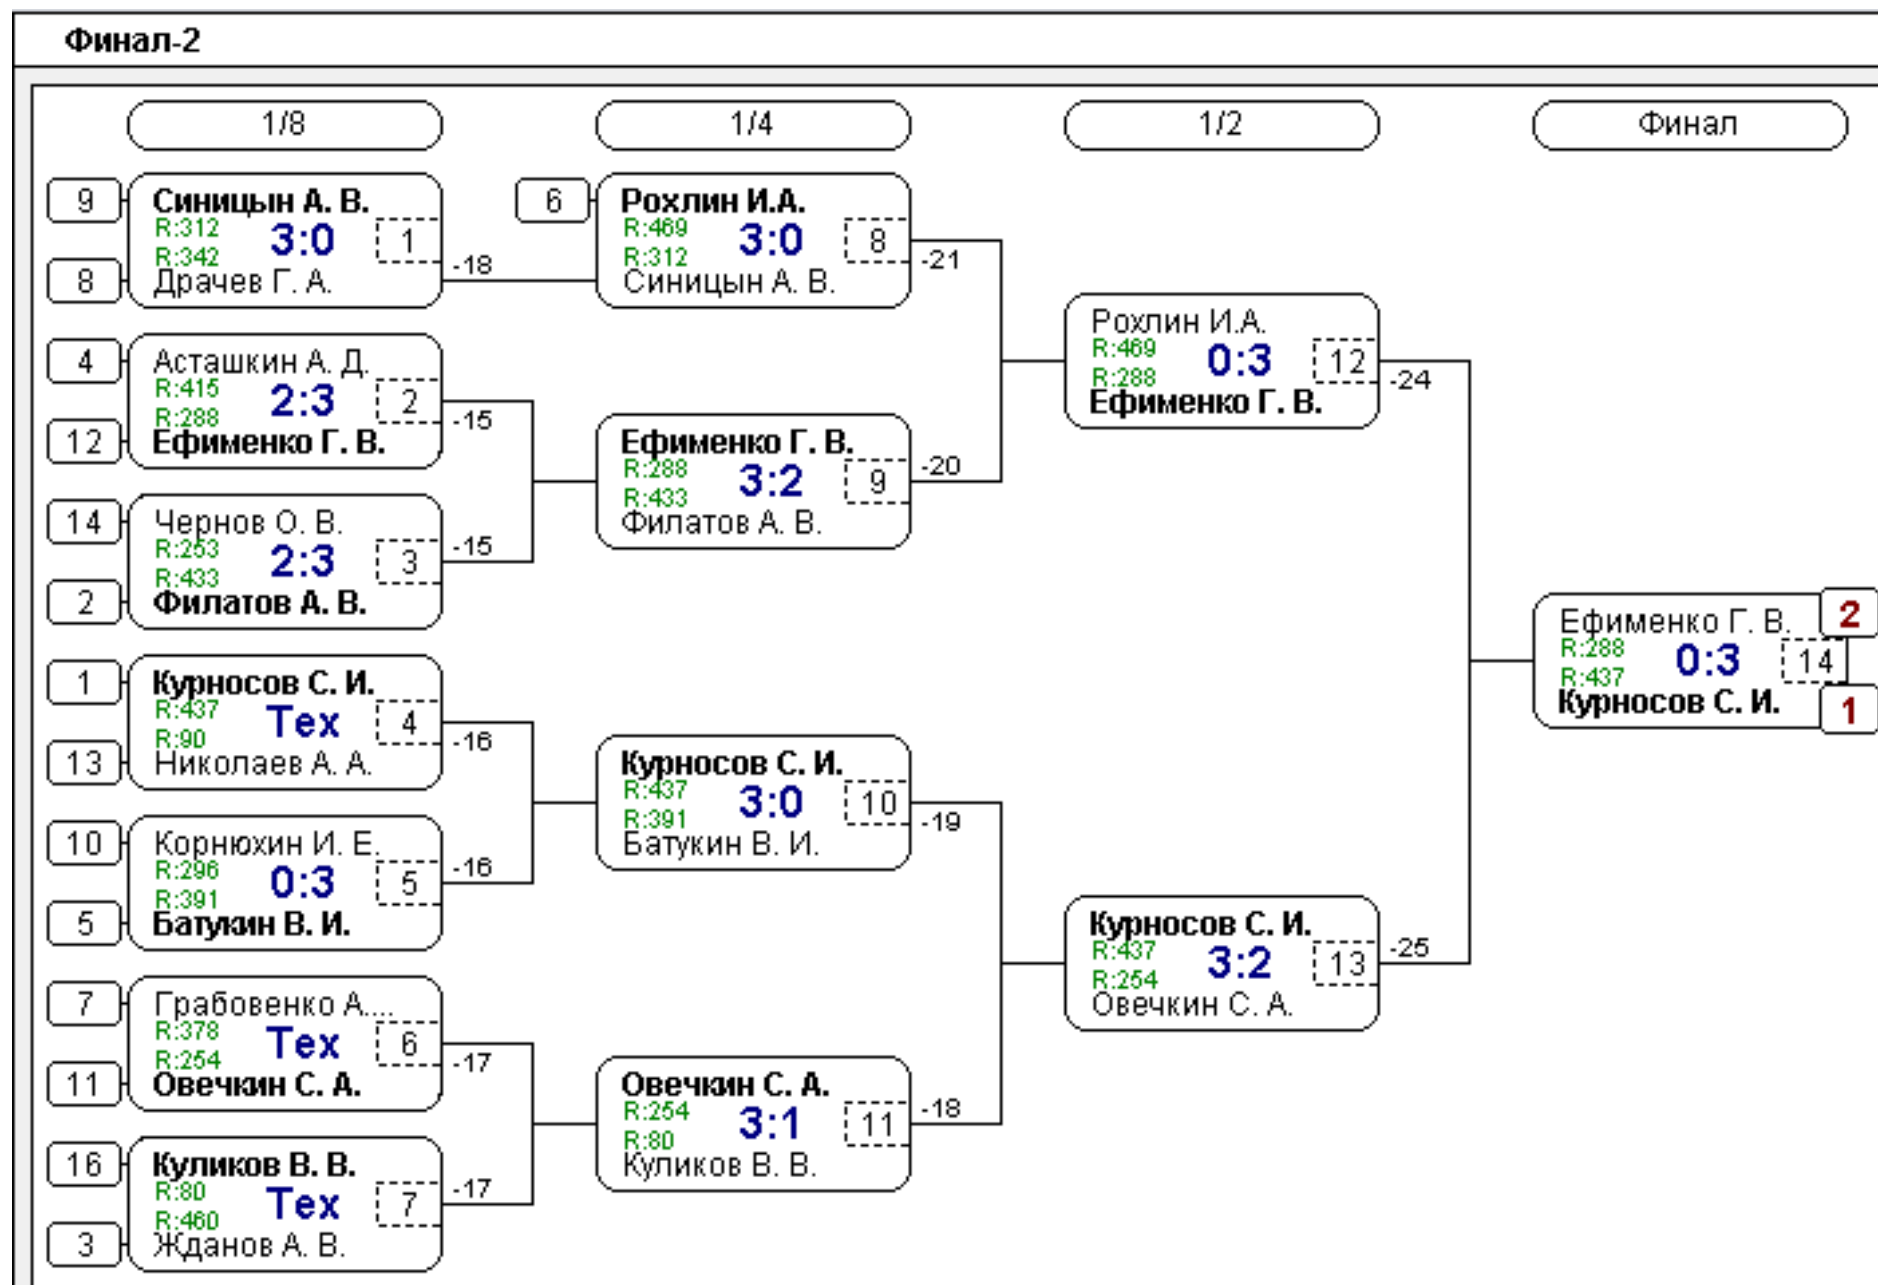 Финал-2
1/8
1/4
1/2
Финал
9
Синицын А. В.
R:312
3:0
1
R:342
8
Драчев Г. А.
-18
6
Рохлин И.А.
R:469
3:0
8
R:312
Синицын А. В.
-21
4
Асташкин А. Д.
R:415
2:3
2
R:288
12
Ефименко Г. В.
-15
14
Чернов О. В.
R:253
2:3
3
R:433
2
Филатов А. В.
-15
Ефименко Г. В.
R:288
3:2
9
R:433
Филатов А. В.
-20
Рохлин И.А.
R:469
0:3
12
R:288
Ефименко Г. В.
-24
1
Курносов С. И.
R:437
Тех
4
R:90
13
Николаев А. А.
-16
10
Корнюхин И. Е.
R:296
0:3
5
R:391
5
Батукин В. И.
-16
Курносов С. И.
R:437
3:0
10
R:391
Батукин В. И.
-19
7
Грабовенко А....
R:378
Тех
6
R:254
11
Овечкин С. А.
-17
16
Куликов В. В.
R:80
Тех
7
R:460
3
Жданов А. В.
-17
Овечкин С. А.
R:254
3:1
11
R:80
Куликов В. В.
-18
Курносов С. И.
R:437
3:2
13
R:254
Овечкин С. А.
-25
Ефименко Г. В.
2
R:288
0:3
14
R:437
Курносов С. И.
1